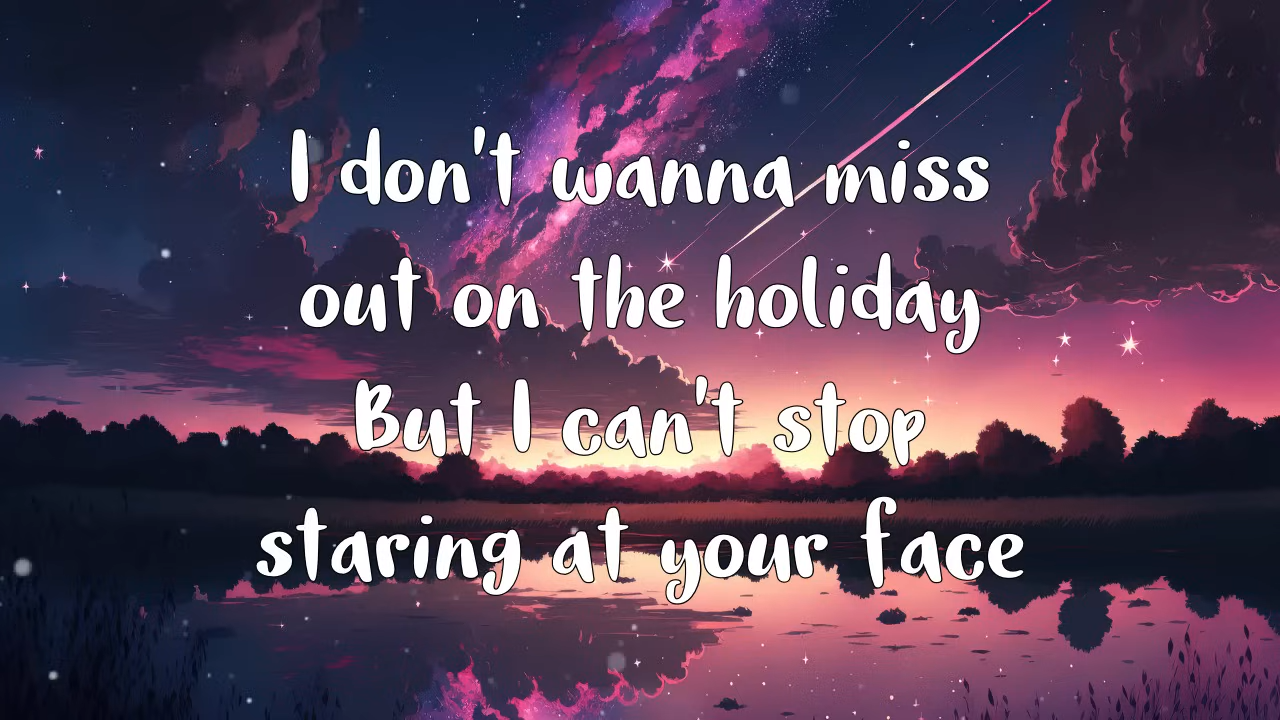 I don't wanna miss
out on the holiday
But I can't stop
staring at your face